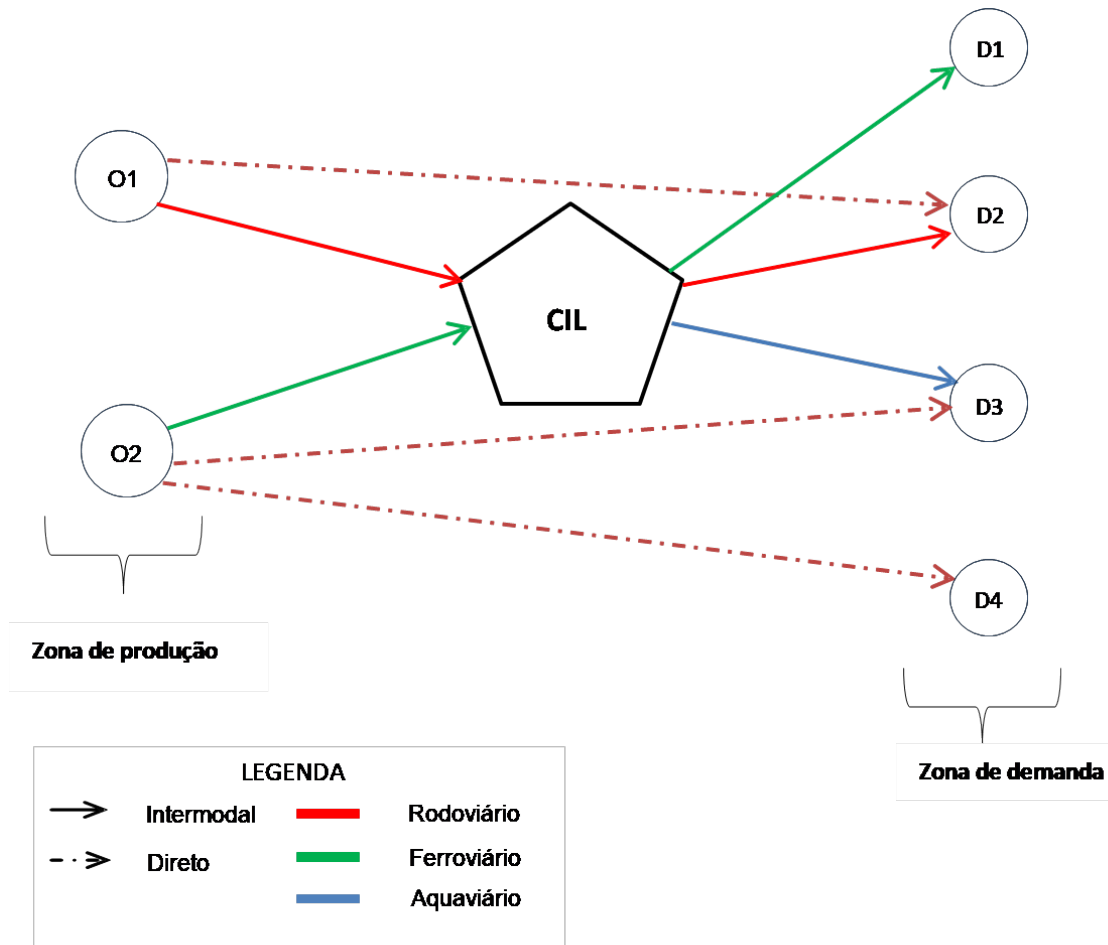 D1
O1
D2
CIL
D3
O2
D4
Zona de produção
Zona de demanda
LEGENDA
Intermodal
Rodoviário
Direto
Ferroviário
Aquaviário